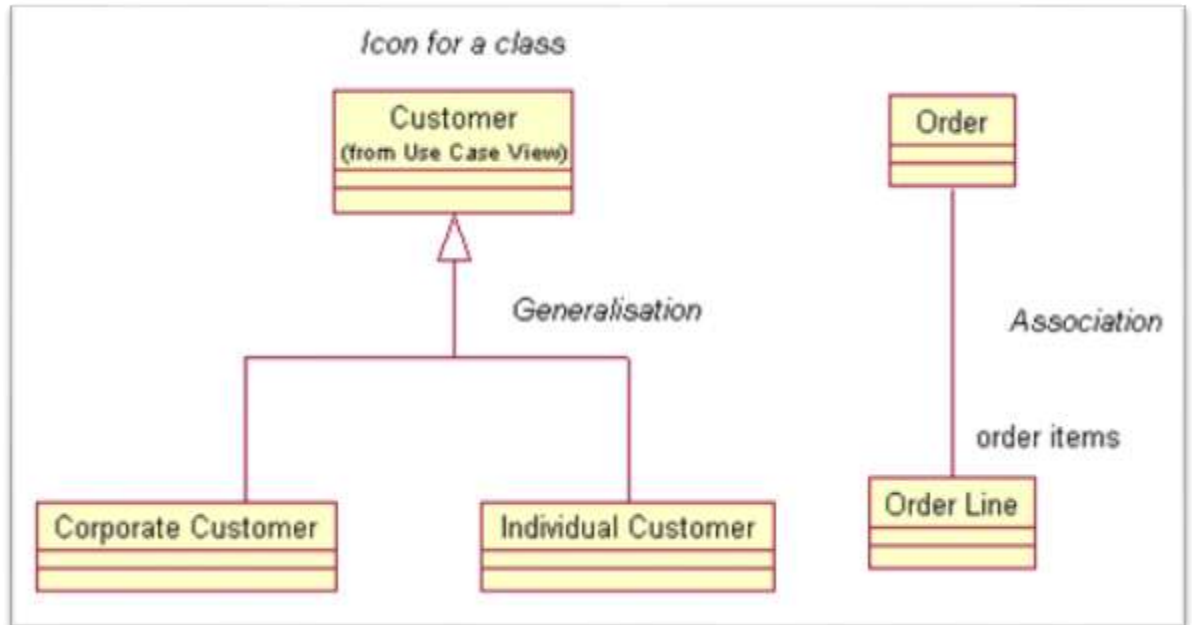 Icon for a class
Customer
(from Use Case View)
Order
Generalisation
Association
order items
Corporate Customer
Individual Customer
Order Line